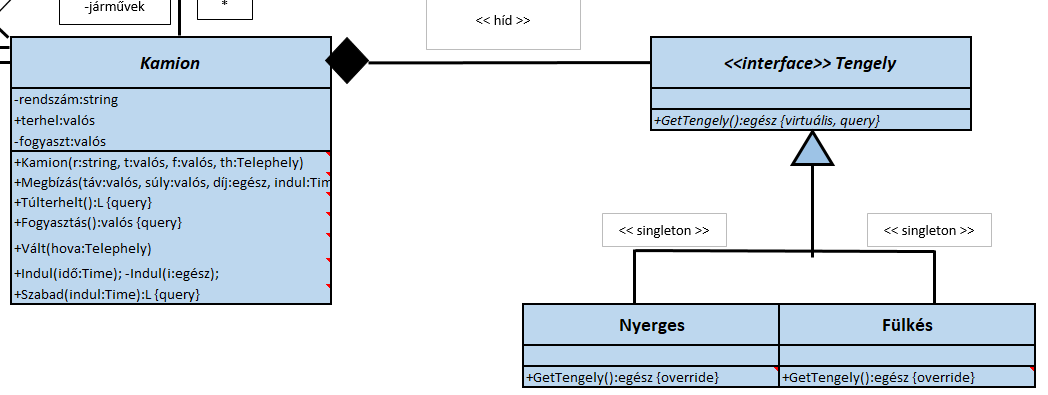 -járművek
*
<< híd >>
Kamion
-rendszám:string
+terhel:valós
-fogyaszt:valós
+Kamion(r:string, t:valós, f:valós, th:Telephely)
+Megbízás(táv:valós, súly:valós, díj:egész, indul:Tim
+Túlterhelt():L {query}
+Fogyasztás():valós {query}
+Vált(hova:Telephely)
+Indul(idő:Time); -Indul(i:egész);
+Szabad(indul:Time):L {query}
<<interface>> Tengely
+GetTengely():egész {virtuális, query}
<< singleton >>
<< singleton >>
Nyerges
+GetTengely():egész {override}
Fülkés
+GetTengely():egész {override}